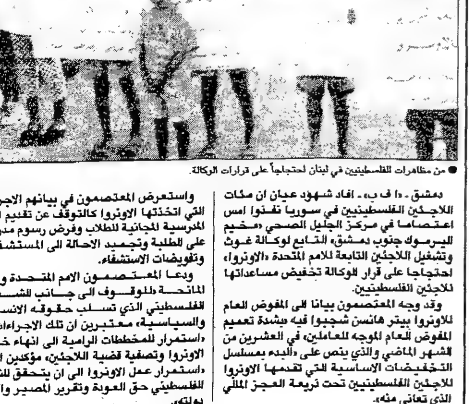 ● من مظاهرات للفلسطينيين في لبنان احتجاجاً على قرارات الوكالة.
دمشق - «ا ف ب» - افاد شهود عيان ان مئات
اللاجئين الفلسطينيين في سوريا نفذوا امس
اعتصاما في مركز الجليل الصحي «مخيم
اليرموك جنوب دمشق» التابع لوكالة غوث
وتشغيل اللاجئين التابعة للامم المتحدة «الاونروا»
احتجاجا على قرار الوكالة تخفيض مساعداتها
للاجئين الفلسطينيين.
وقد وجه المعتصمون بيانا الى المفوض العام
للاونروا بيتر هانسن شجبوا فيه «بشدة تعميم
المفوض العام الموجه للعاملين، في العشرين من
الشهر الماضي والذي ينص على «البدء بمسلسل
التخفيضات الاساسية التي تقدمها الاونروا
للاجئين الفلسطينيين تحت ذريعة العجز المالي
الذي تعاني منه».
واستعرض المعتصمون في بيانهم الاجر
التي اتخذتها الاونروا كالتوقف عن تقديم ا
المدرسية المجانية للطلاب وفرض رسوم مدر
على الطلبة وتجميد الاحالة الى المستشف
وتفويضات الاستشفاء.
ودعا المعتصمون الامم المتحدة و
المانحة «للوقوف الى جانب الشع
الفلسطيني الذي تسلب حقوقه الانس
والسياسية، معتبرين ان تلك الاجراءات
«استمرار للمخططات الرامية الى انهاء خد
الاونروا وتصفية قضية اللاجئين، مؤكدين ا
«استمرار عمل الاونروا الى ان يتحقق للش
الفلسطيني حق العودة وتقرير المصير وا
دولته».